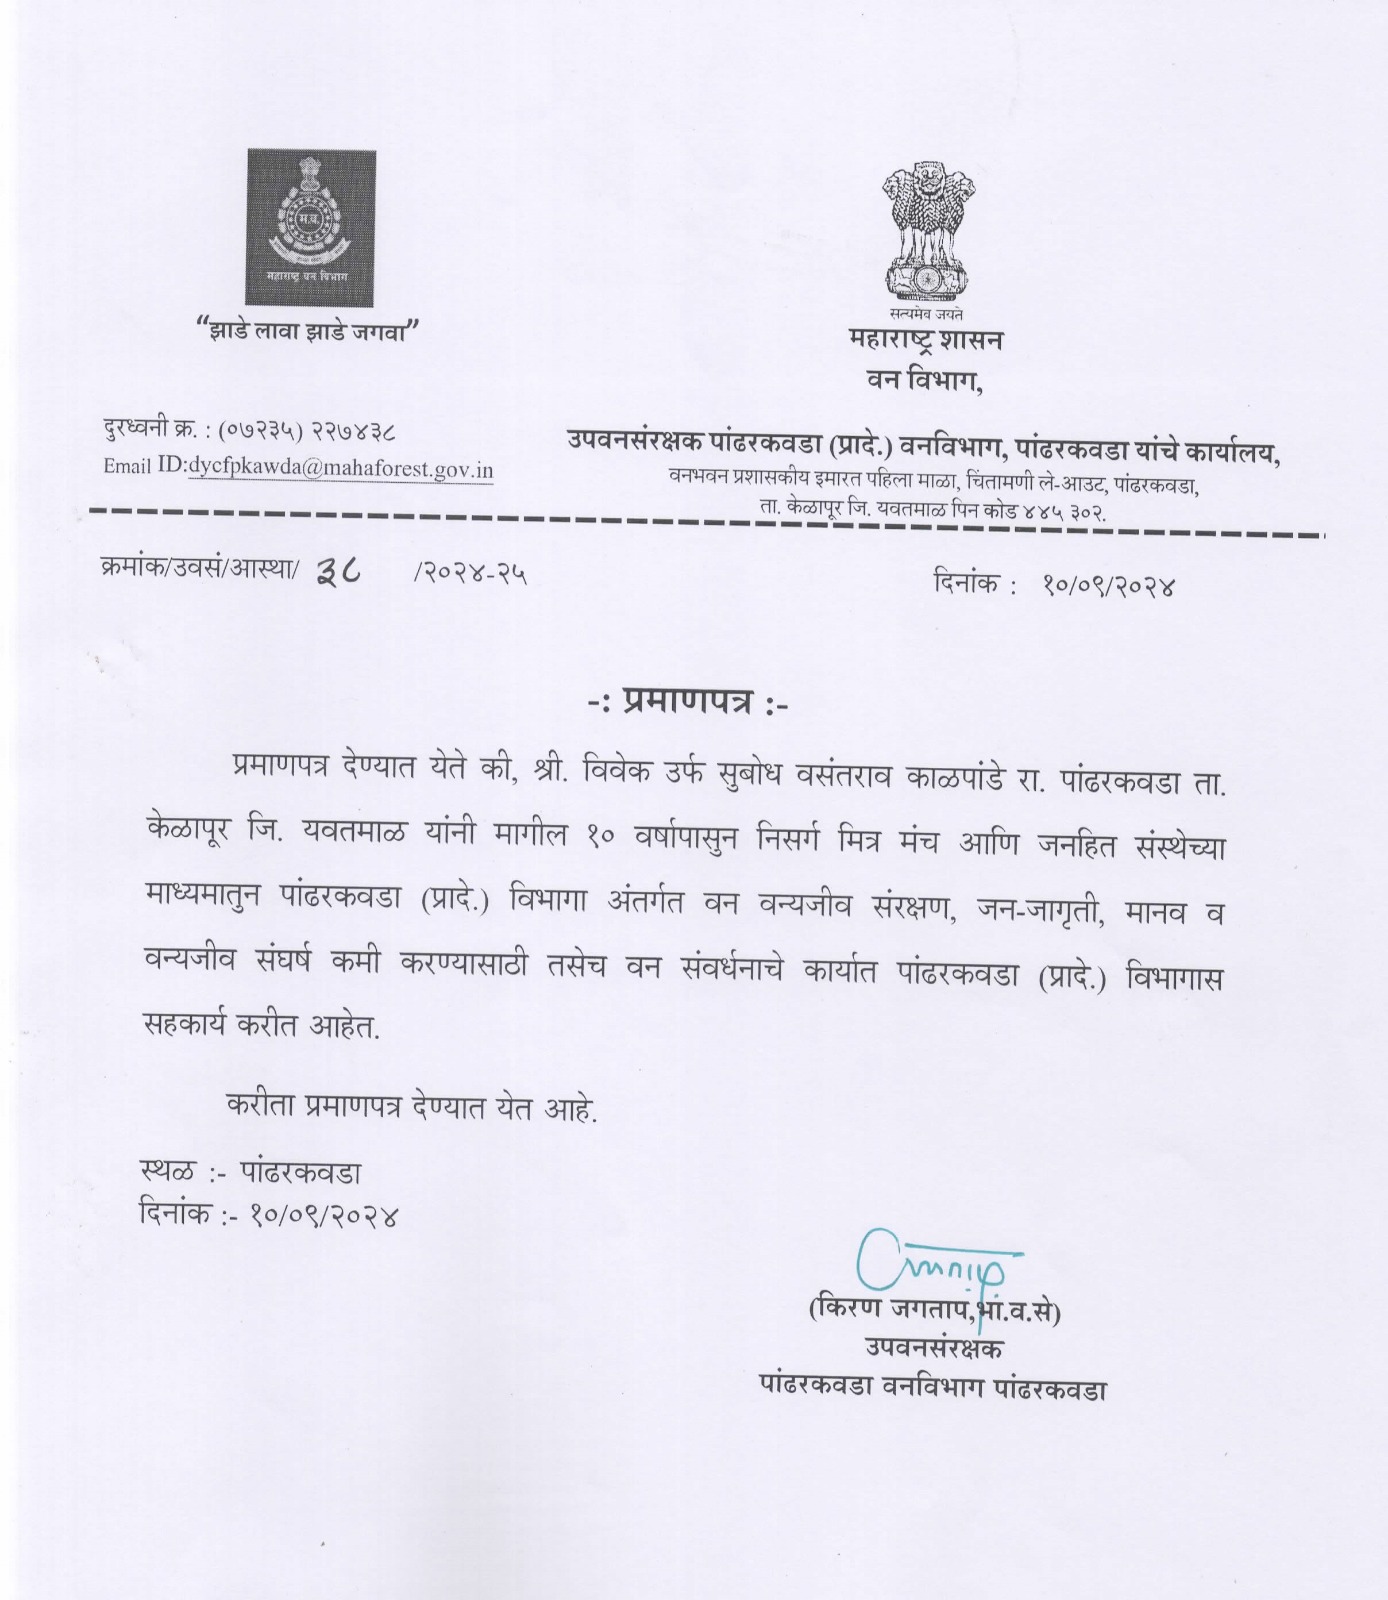 म.व.
महाराष्ट्र वन विभाग
“झाडे लावा झाडे जगवा”
सत्यमेव जयते
महाराष्ट्र शासन
वन विभाग,
दुरध्वनी क्र. : (०७२३५) २२७४३८
Email ID:dycfpkawda@mahaforest.gov.in
उपवनसंरक्षक पांढरकवडा (प्रादे.) वनविभाग, पांढरकवडा यांचे कार्यालय,
वनभवन प्रशासकीय इमारत पहिला माळा, चिंतामणी ले-आउट, पांढरकवडा,
ता. केळापूर जि. यवतमाळ पिन कोड ४४५ ३०२.
क्रमांक/उवसं/आस्था/ ३८ /२०२४-२५
दिनांक : १०/०९/२०२४
-: प्रमाणपत्र :-
प्रमाणपत्र देण्यात येते की, श्री. विवेक उर्फ सुबोध वसंतराव काळपांडे रा. पांढरकवडा ता.
केळापूर जि. यवतमाळ यांनी मागील १० वर्षापासुन निसर्ग मित्र मंच आणि जनहित संस्थेच्या
माध्यमातुन पांढरकवडा (प्रादे.) विभागा अंतर्गत वन वन्यजीव संरक्षण, जन-जागृती, मानव व
वन्यजीव संघर्ष कमी करण्यासाठी तसेच वन संवर्धनाचे कार्यात पांढरकवडा (प्रादे.) विभागास
सहकार्य करीत आहेत.
करीता प्रमाणपत्र देण्यात येत आहे.
स्थळ :- पांढरकवडा
दिनांक :- १०/०९/२०२४
(किरण जगताप,भां.व.से)
उपवनसंरक्षक
पांढरकवडा वनविभाग पांढरकवडा